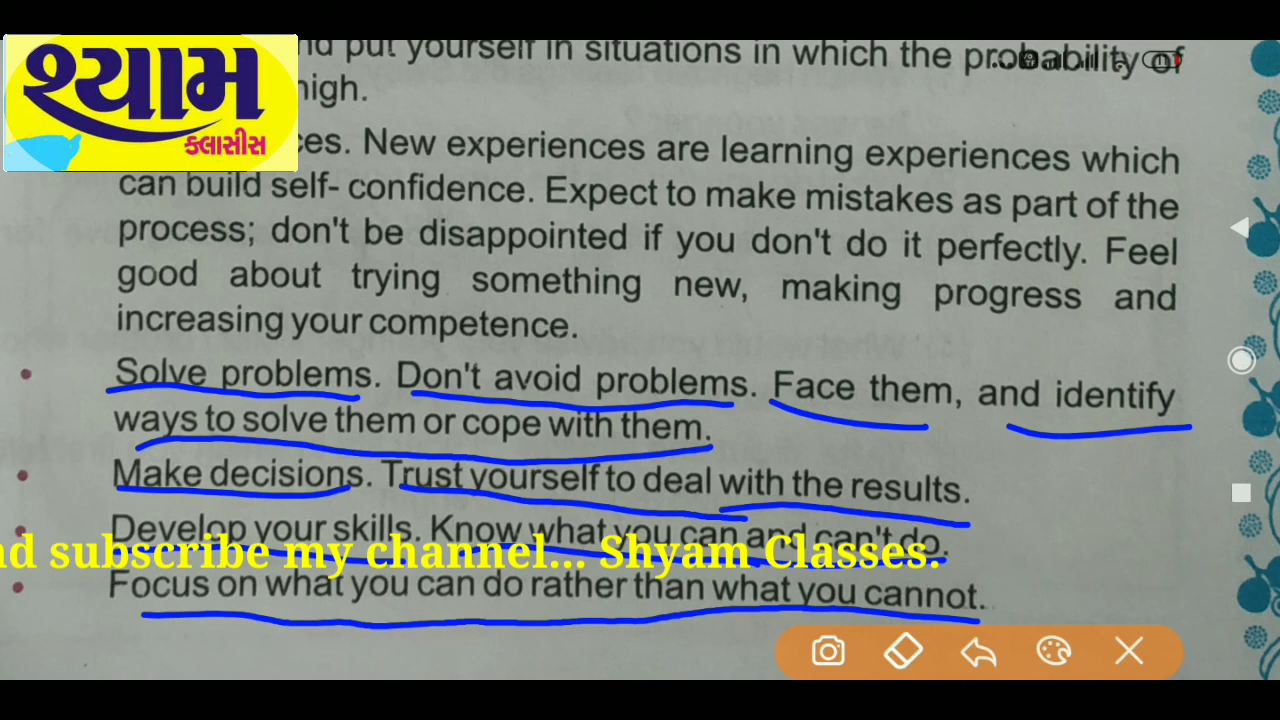 શ્યામ
ક્લાસીસ
put yourself in situations in which the probability of
high.
New experiences are learning experiences which
can build self- confidence. Expect to make mistakes as part of the
process; don't be disappointed if you don't do it perfectly. Feel
good about trying something new, making progress and
increasing your competence.
Solve problems. Don't avoid problems. Face them, and identify
ways to solve them or cope with them.
Make decisions. Trust yourself to deal with the results.
Develop your skills. Know what you can and can't do.
subscribe my channel... Shyam Classes.
Focus on what you can do rather than what you cannot.